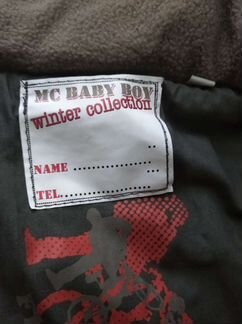 MC BABY BOY
winter collection
NAME ..................
TEL.....................